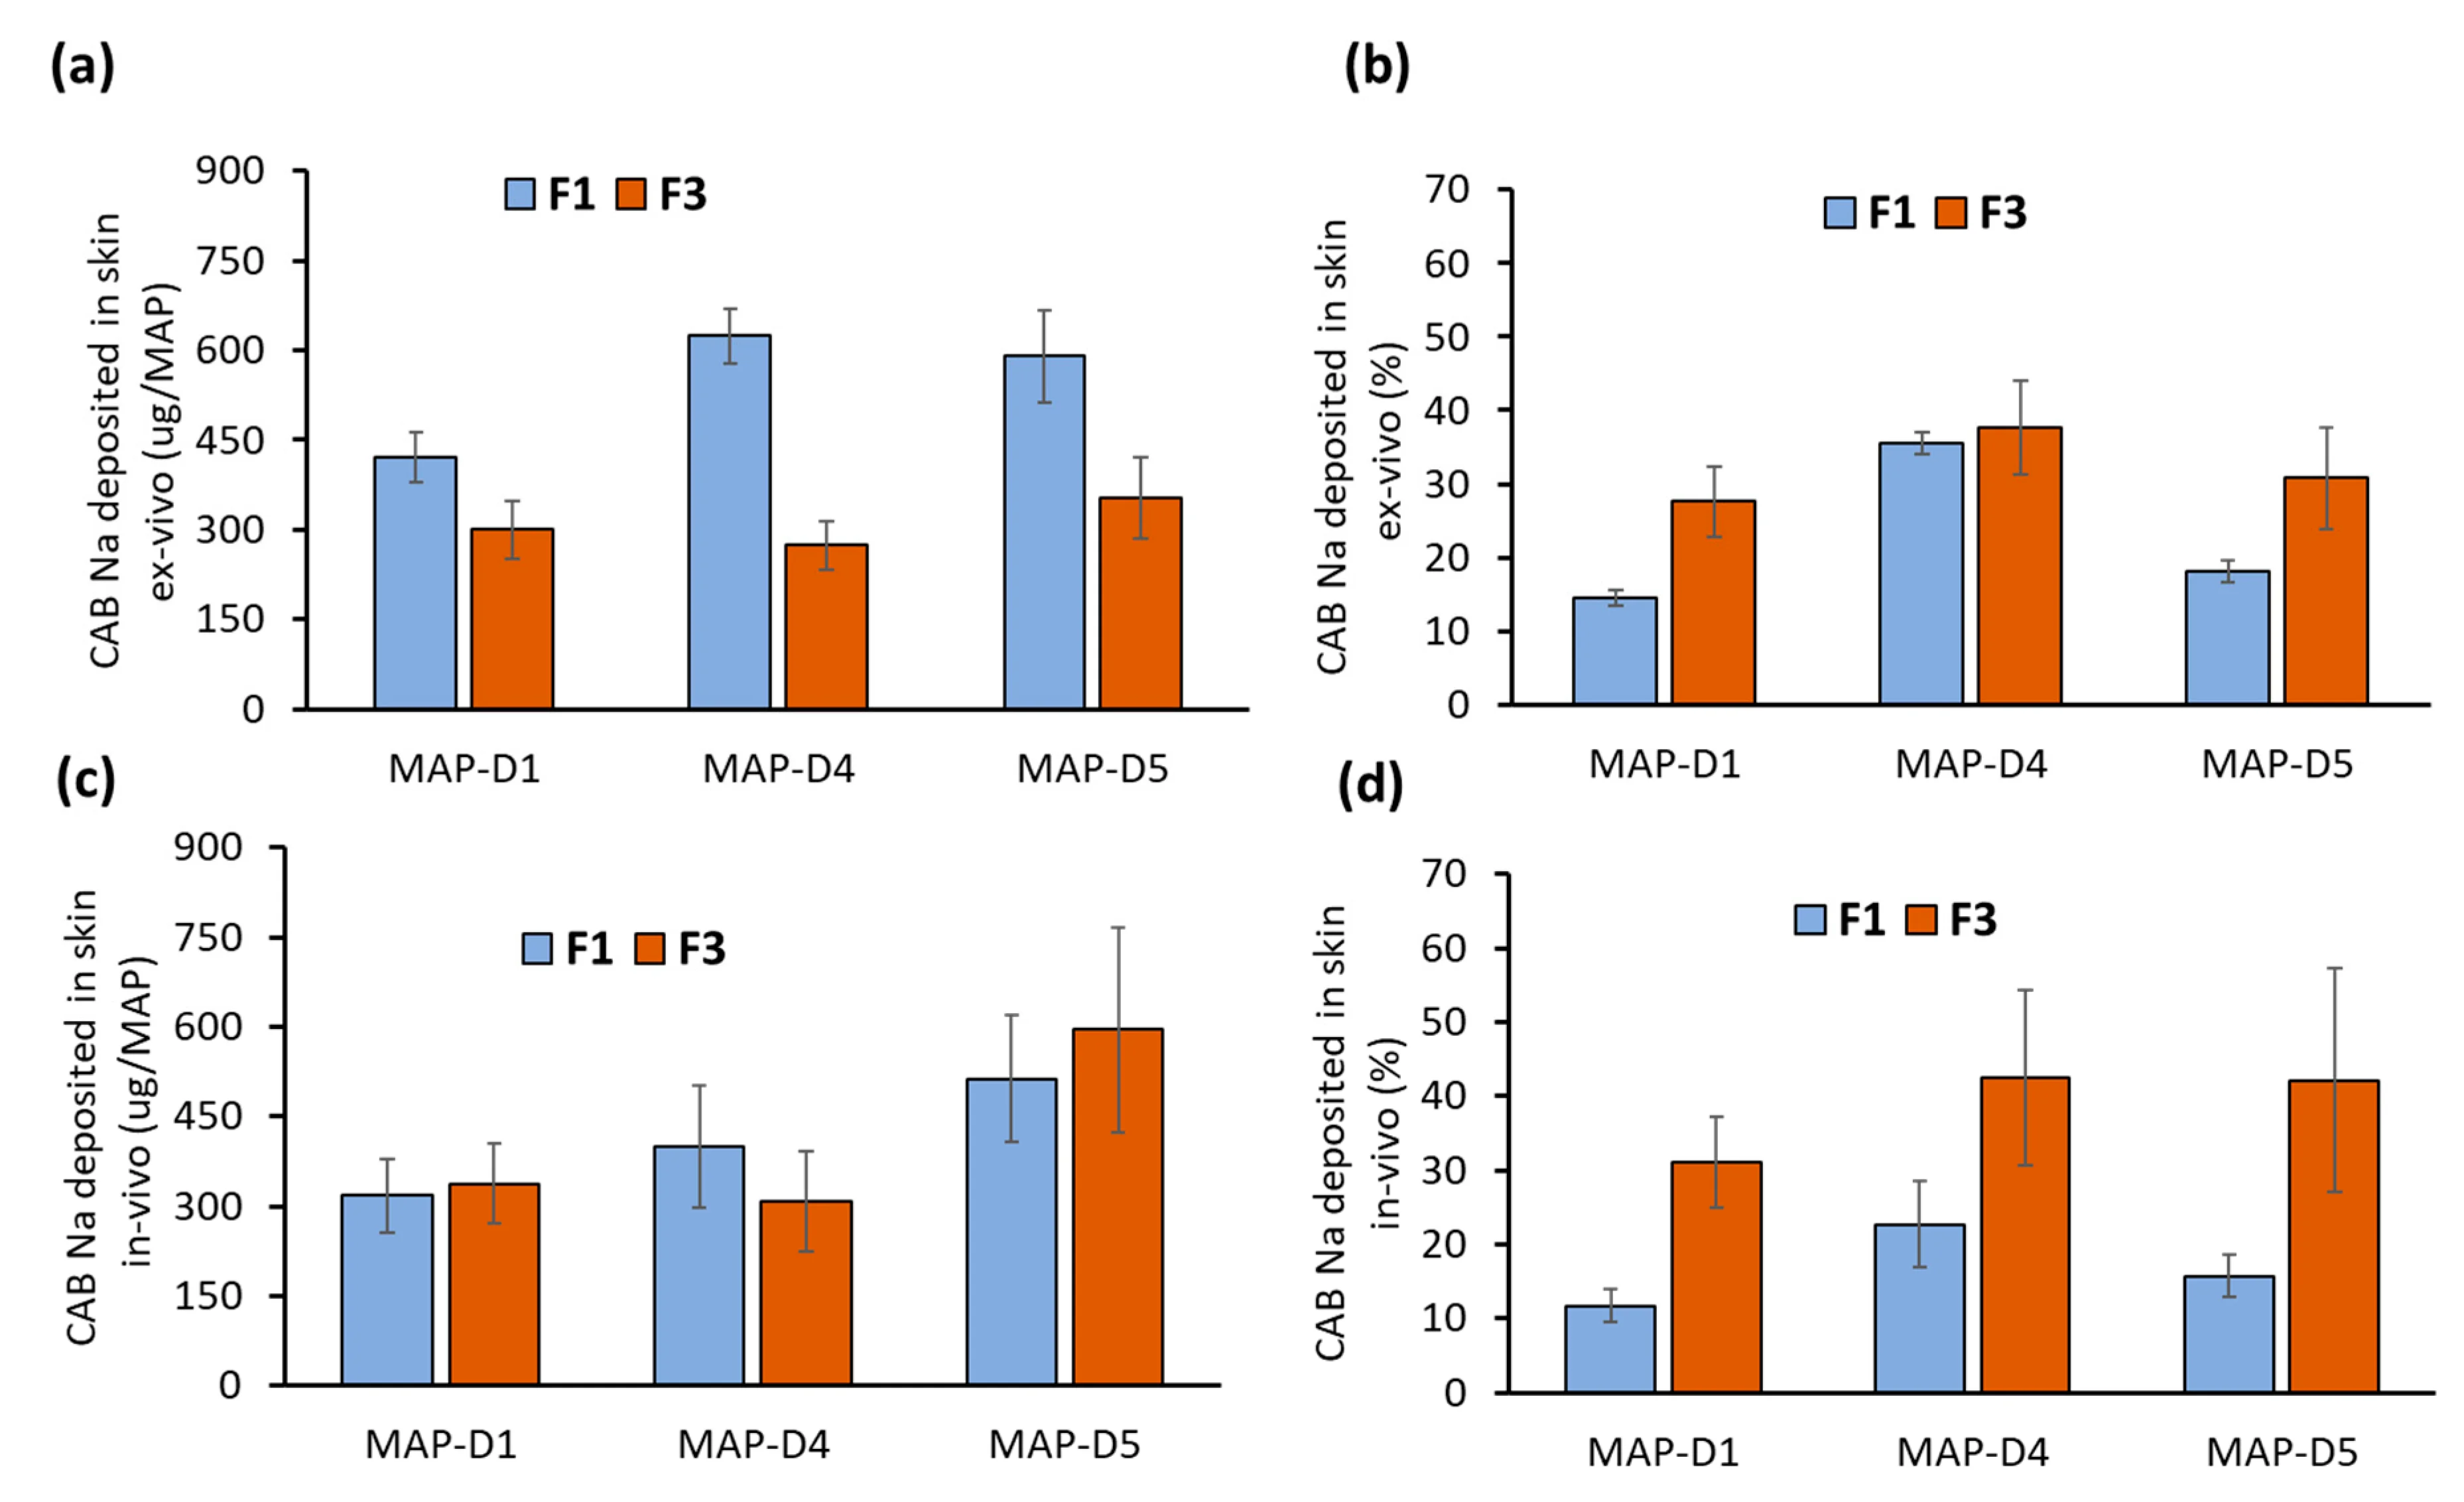 (a)
CAB Na deposited in skin
ex-vivo (ug/MAP)
900
750
600
450
300
150
0
F1 F3
MAP-D1 MAP-D4 MAP-D5
(b)
CAB Na deposited in skin
ex-vivo (%)
70
60
50
40
30
20
10
0
F1 F3
MAP-D1 MAP-D4 MAP-D5
(c)
CAB Na deposited in skin
in-vivo (ug/MAP)
900
750
600
450
300
150
0
F1 F3
MAP-D1 MAP-D4 MAP-D5
(d)
CAB Na deposited in skin
in-vivo (%)
70
60
50
40
30
20
10
0
F1 F3
MAP-D1 MAP-D4 MAP-D5